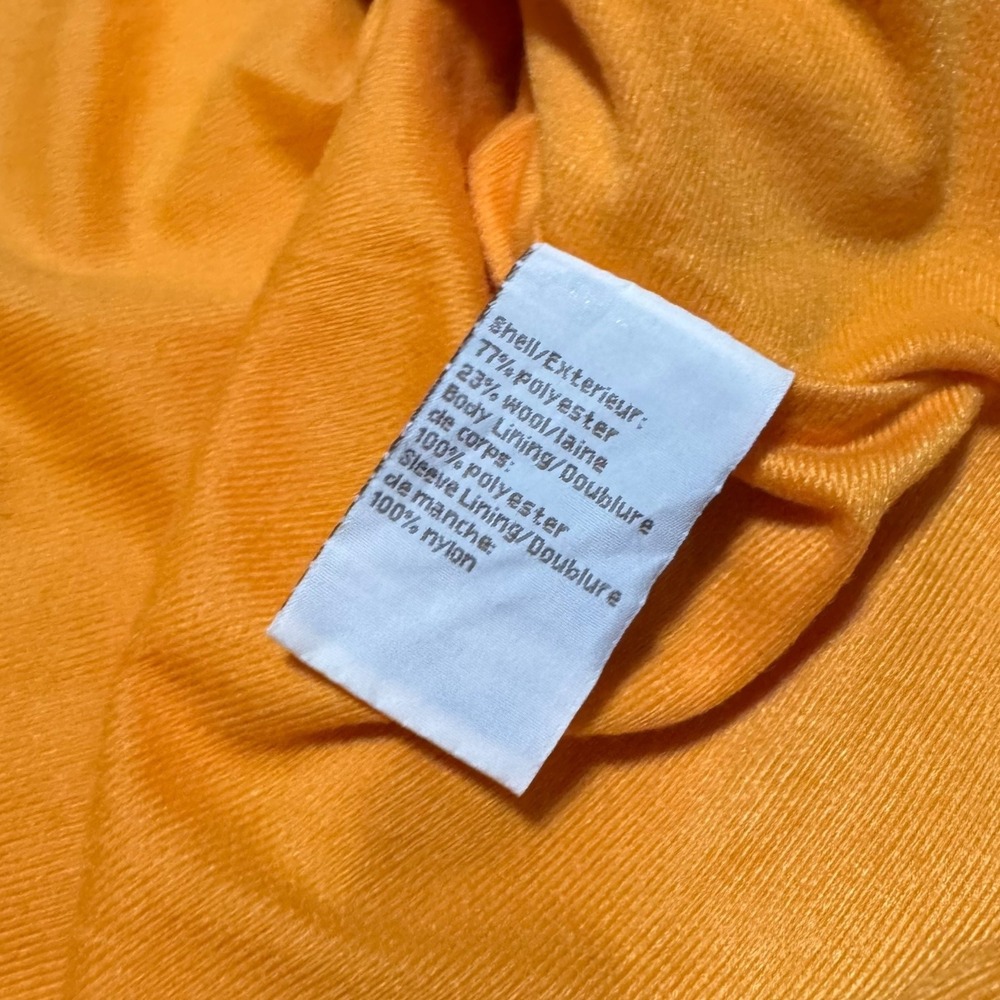 Shell/Exterieur:
77% polyester
23% wool/laine
Body Lining/Doublure
de corps:
100% polyester
Sleeve Lining/Doublure
de manche:
100% nylon